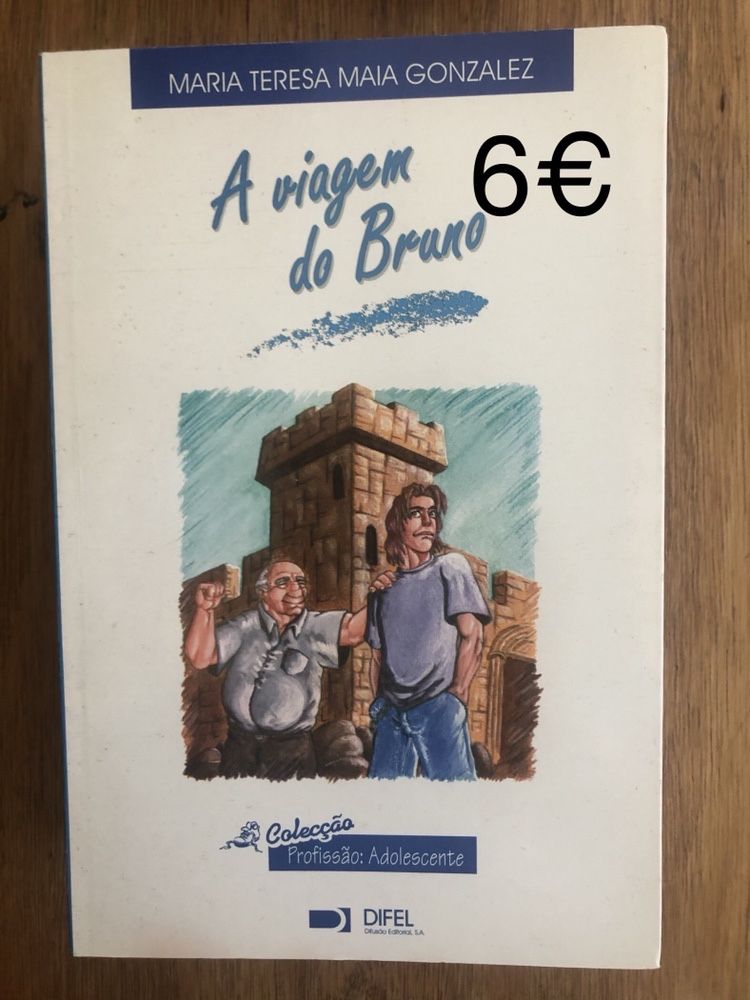 MARIA TERESA MAIA GONZALEZ
A viagem
do Bruno
6€
Colecção
Profissão: Adolescente
DIFEL
Difusão Editorial, S.A.